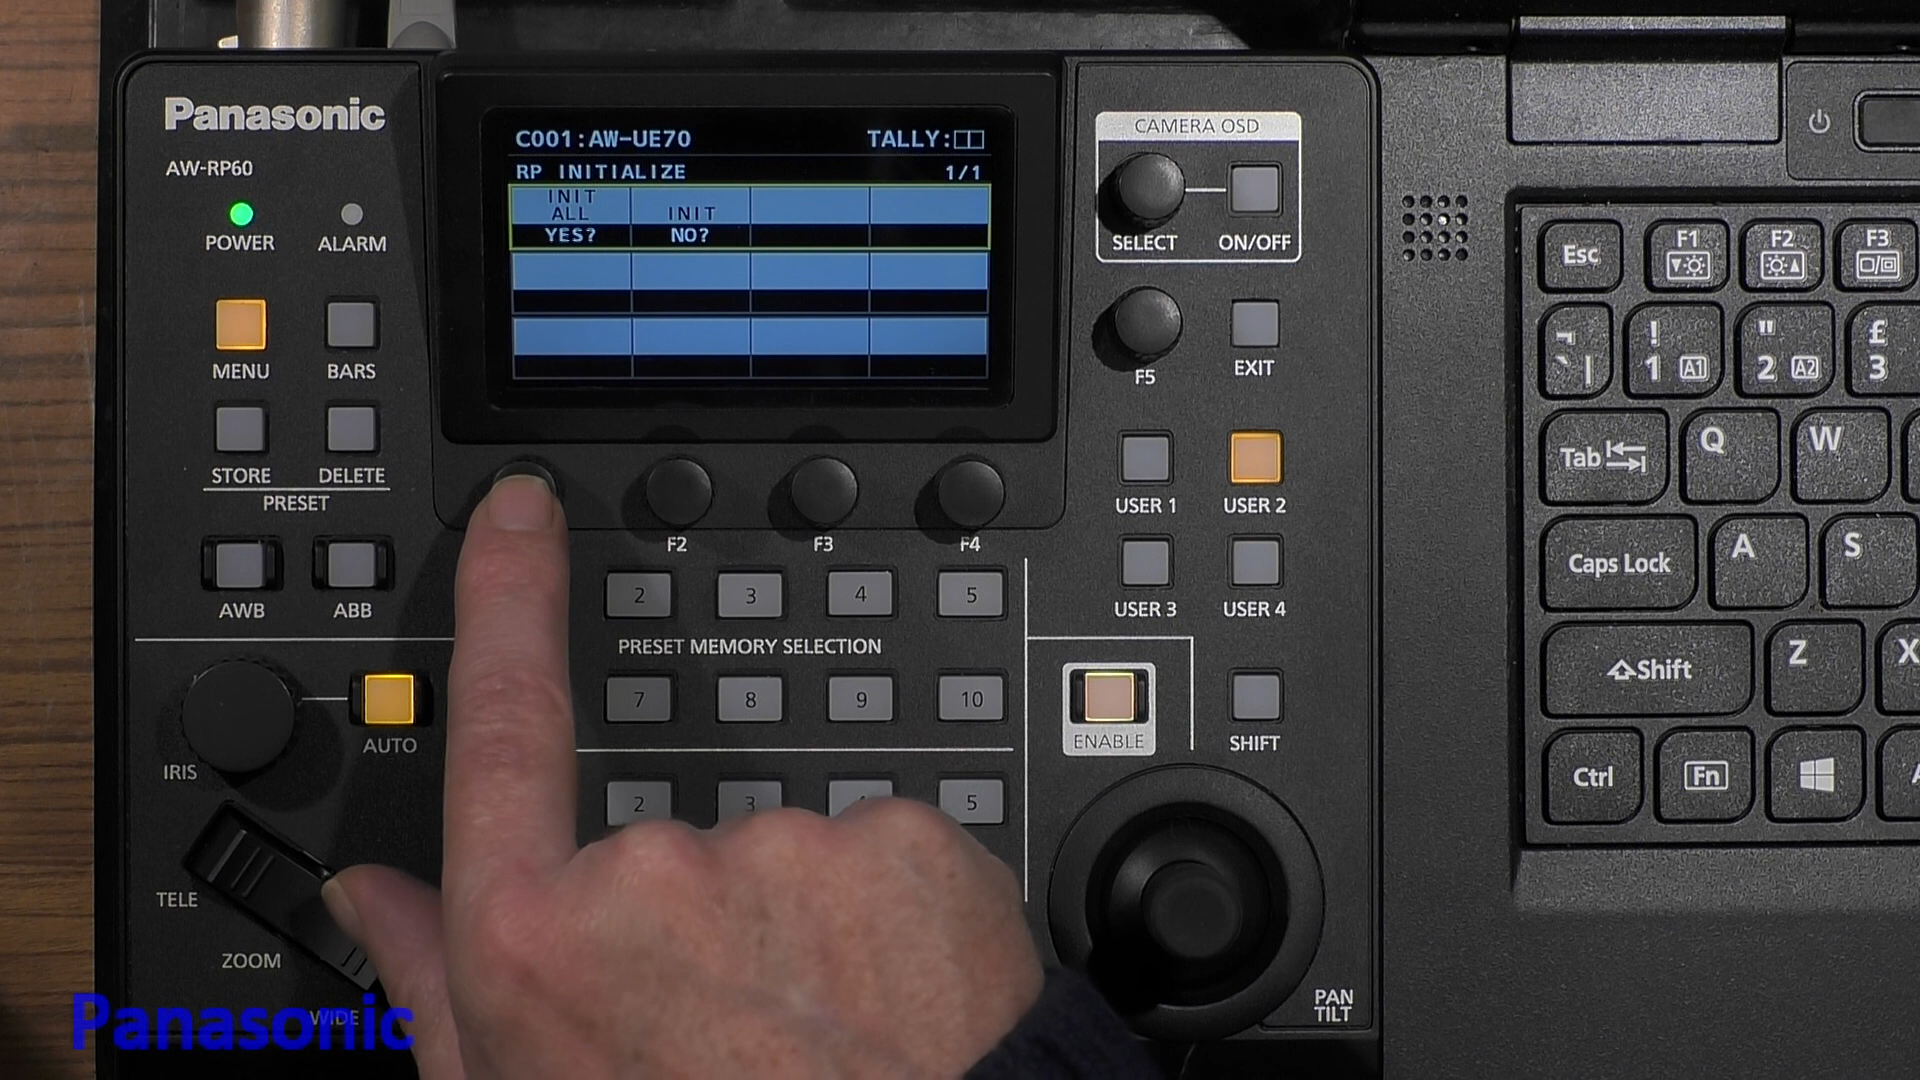 Panasonic
AW-RP60
POWER
ALARM
MENU
BARS
STORE
DELETE
PRESET
AWB
ABB
AUTO
IRIS
TELE
ZOOM
WIDE
C001:AW-UE70 TALLY:
RP INITIALIZE 1/1
INIT
ALL INIT
YES? NO?
F2 F3 F4
2 3 4 5
PRESET MEMORY SELECTION
7 8 9 10
2 3 4 5
CAMERA OSD
SELECT ON/OFF
F5 EXIT
USER 1 USER 2
USER 3 USER 4
ENABLE SHIFT
PAN
TILT
Esc F1 F2 F3
! " £
¬ ` | 1 A1 2 A2 3
Tab Q W
Caps Lock A S
Shift Z X
Ctrl Fn
Panasonic